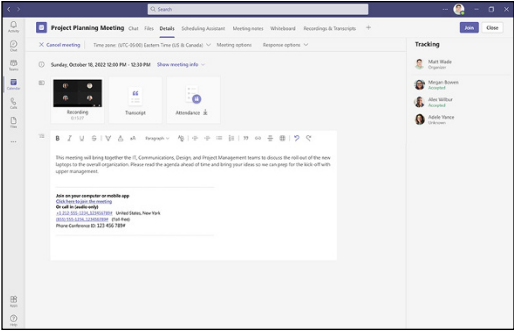 Search
Project Planning Meeting Chat Files Details Scheduling Assistant Meeting notes Whiteboard Recordings & Transcripts
Join Close
Cancel meeting Time zone: (UTC-05:00) Eastern Time (US & Canada) Meeting options Response options
Tracking
Sunday, October 16, 2022 12:00 PM - 12:30 PM Show meeting info
Matt Wade
Organizer
Megan Bowen
Accepted
Alex Wilbur
Accepted
Adele Vance
Unknown
Recording
Transcript
Attendance
B I U S
Paragraph
This meeting will bring together the IT, Communications, Design, and Project Management teams to discuss the roll-out of the new
laptops to the overall organization. Please read the agenda ahead of time and bring your ideas so we can prep for the kick-off with
upper management.
Join on your computer or mobile app
Click here to join the meeting
Or call in (audio only)
United States, New York
(Toll free)
Phone Conference ID: 123 456 789#
Activity
Chat
Teams
Calendar
Calls
Files
Apps
Help